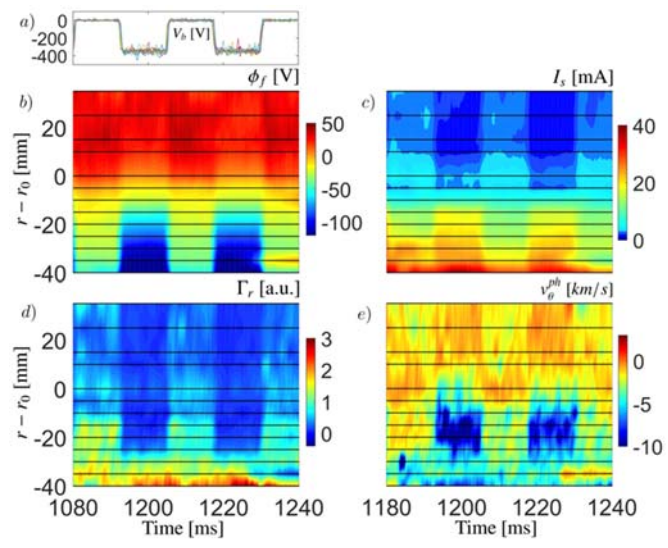 a)
0
-200
-400
V_b [V]
b) ϕ_f [V]
c) I_s [mA]
r − r_0 [mm]
20
0
-20
-40
50
0
-50
-100
40
20
0
d) Γ_r [a.u.]
e) v_θ^{ph} [km/s]
r − r_0 [mm]
20
0
-20
-40
3
2
1
0
0
-5
-10
1080 1200 1220 1240
1180 1200 1220 1240
Time [ms]
Time [ms]